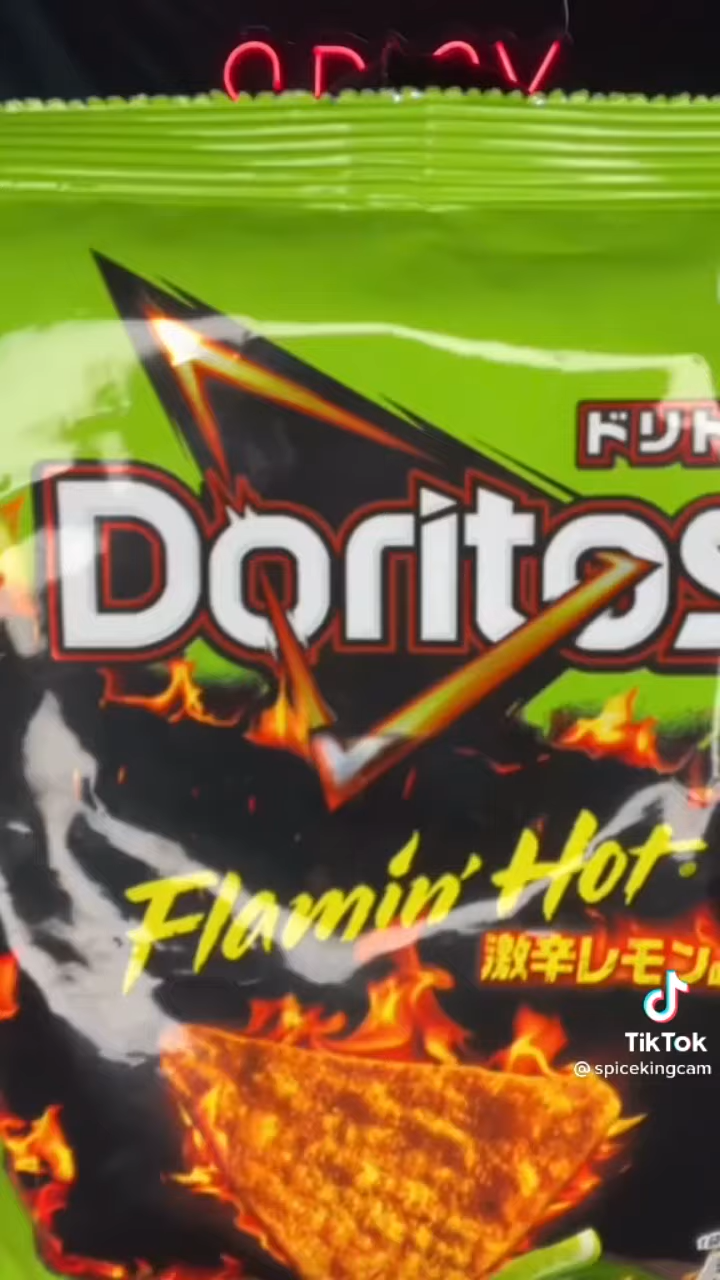 ドリト
Doritos
Flamin' Hot
激辛レモン
TikTok
@spicekingcam